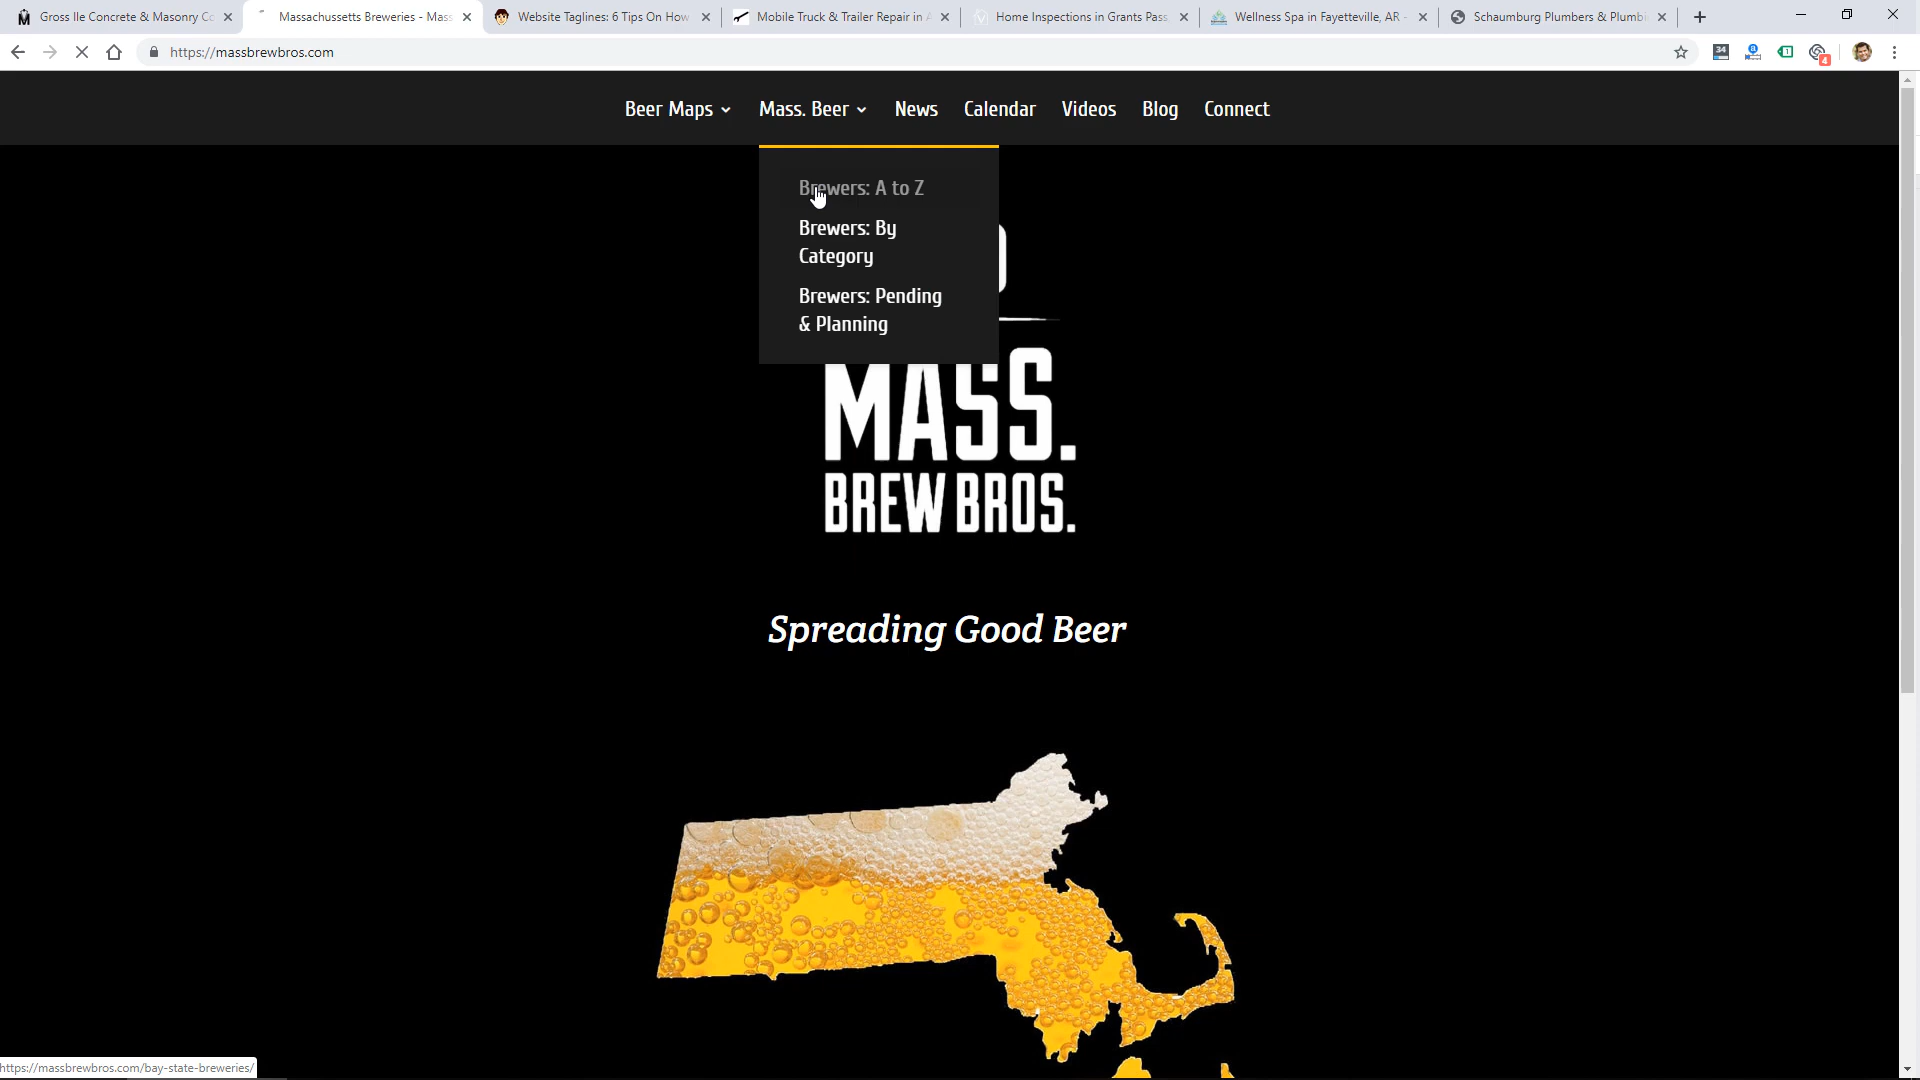 Gross Ile Concrete & Masonry Co
Massachussetts Breweries - Mass
Website Taglines: 6 Tips On How
Mobile Truck & Trailer Repair in A
Home Inspections in Grants Pass,
Wellness Spa in Fayetteville, AR -
Schaumburg Plumbers & Plumbi
https://massbrewbros.com
34
1
4
Beer Maps
Mass. Beer
News
Calendar
Videos
Blog
Connect
Brewers: A to Z
Brewers: By
Category
Brewers: Pending
& Planning
MASS.
BREW BROS.
Spreading Good Beer
https://massbrewbros.com/bay-state-breweries/